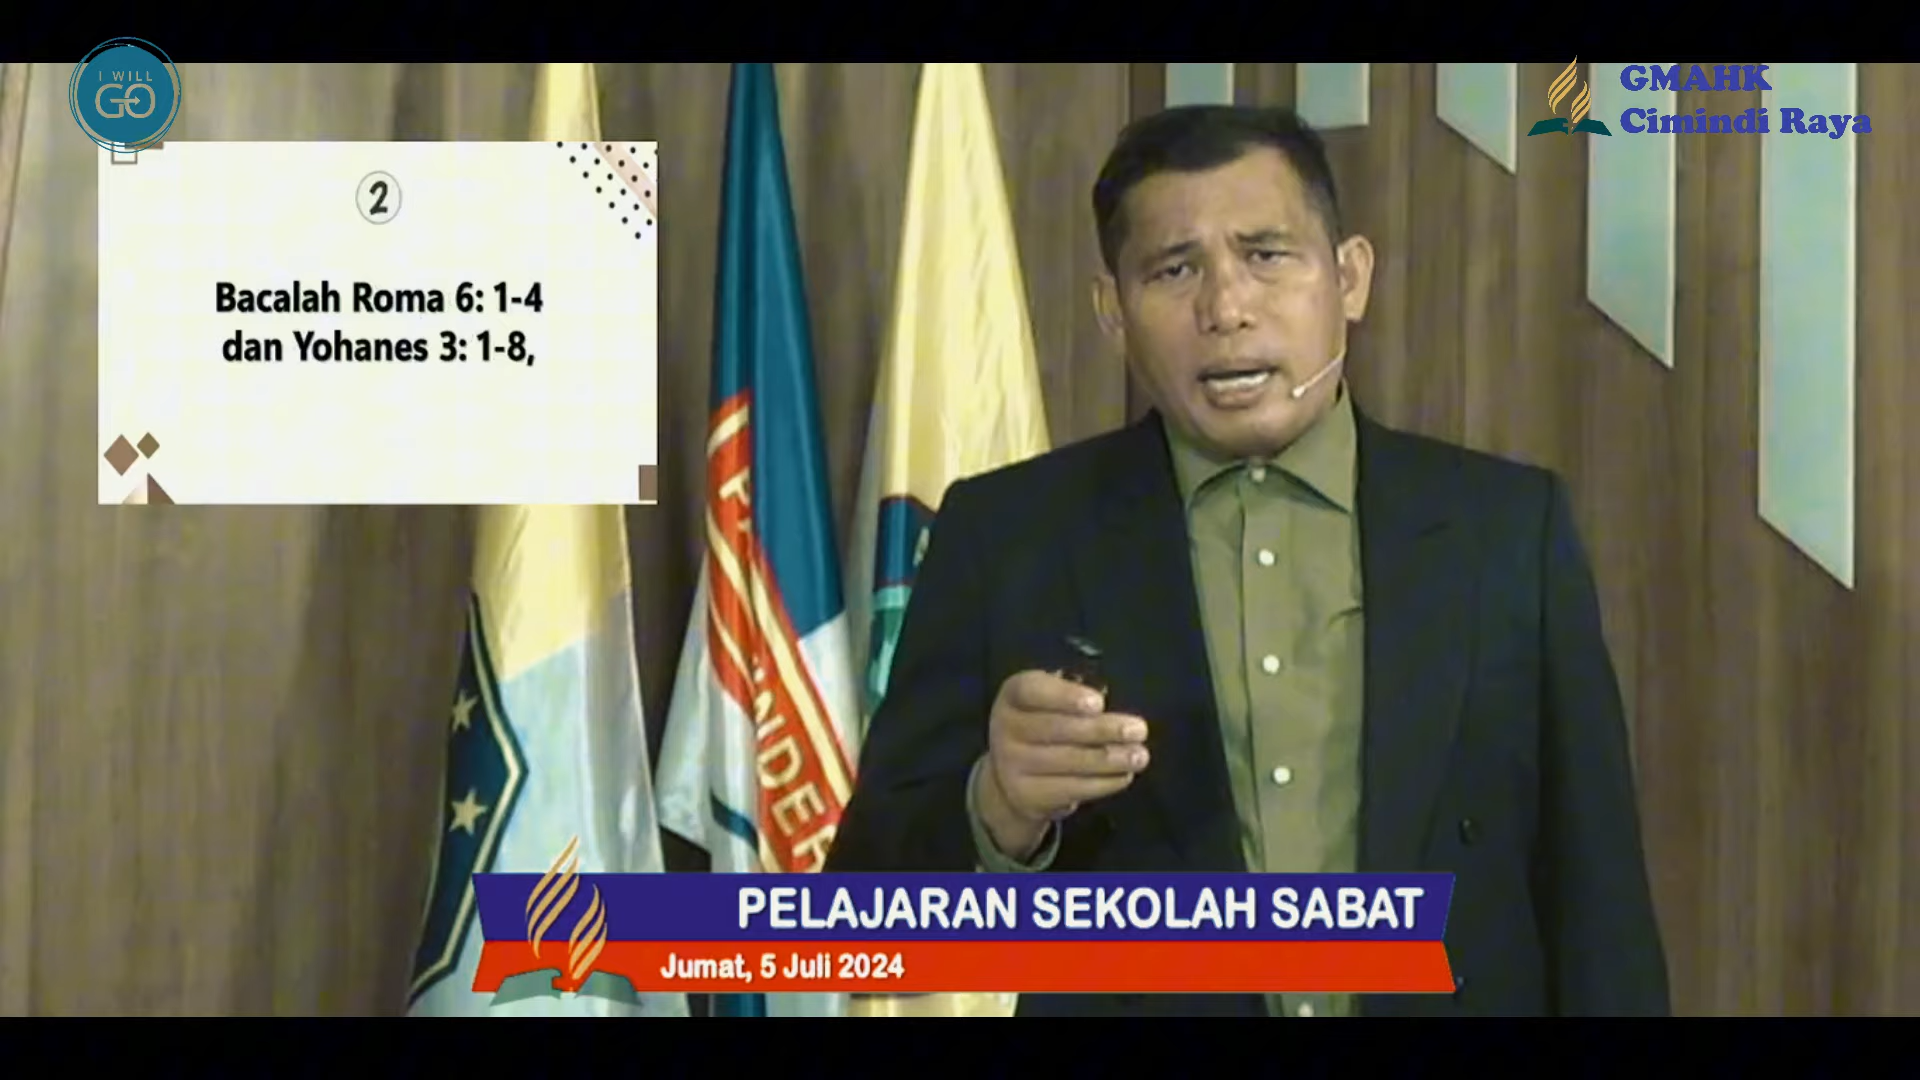 I WILL
GO
GMAHK
Cimindi Raya
2
Bacalah Roma 6: 1-4
dan Yohanes 3: 1-8,
PELAJARAN SEKOLAH SABAT
Jumat, 5 Juli 2024